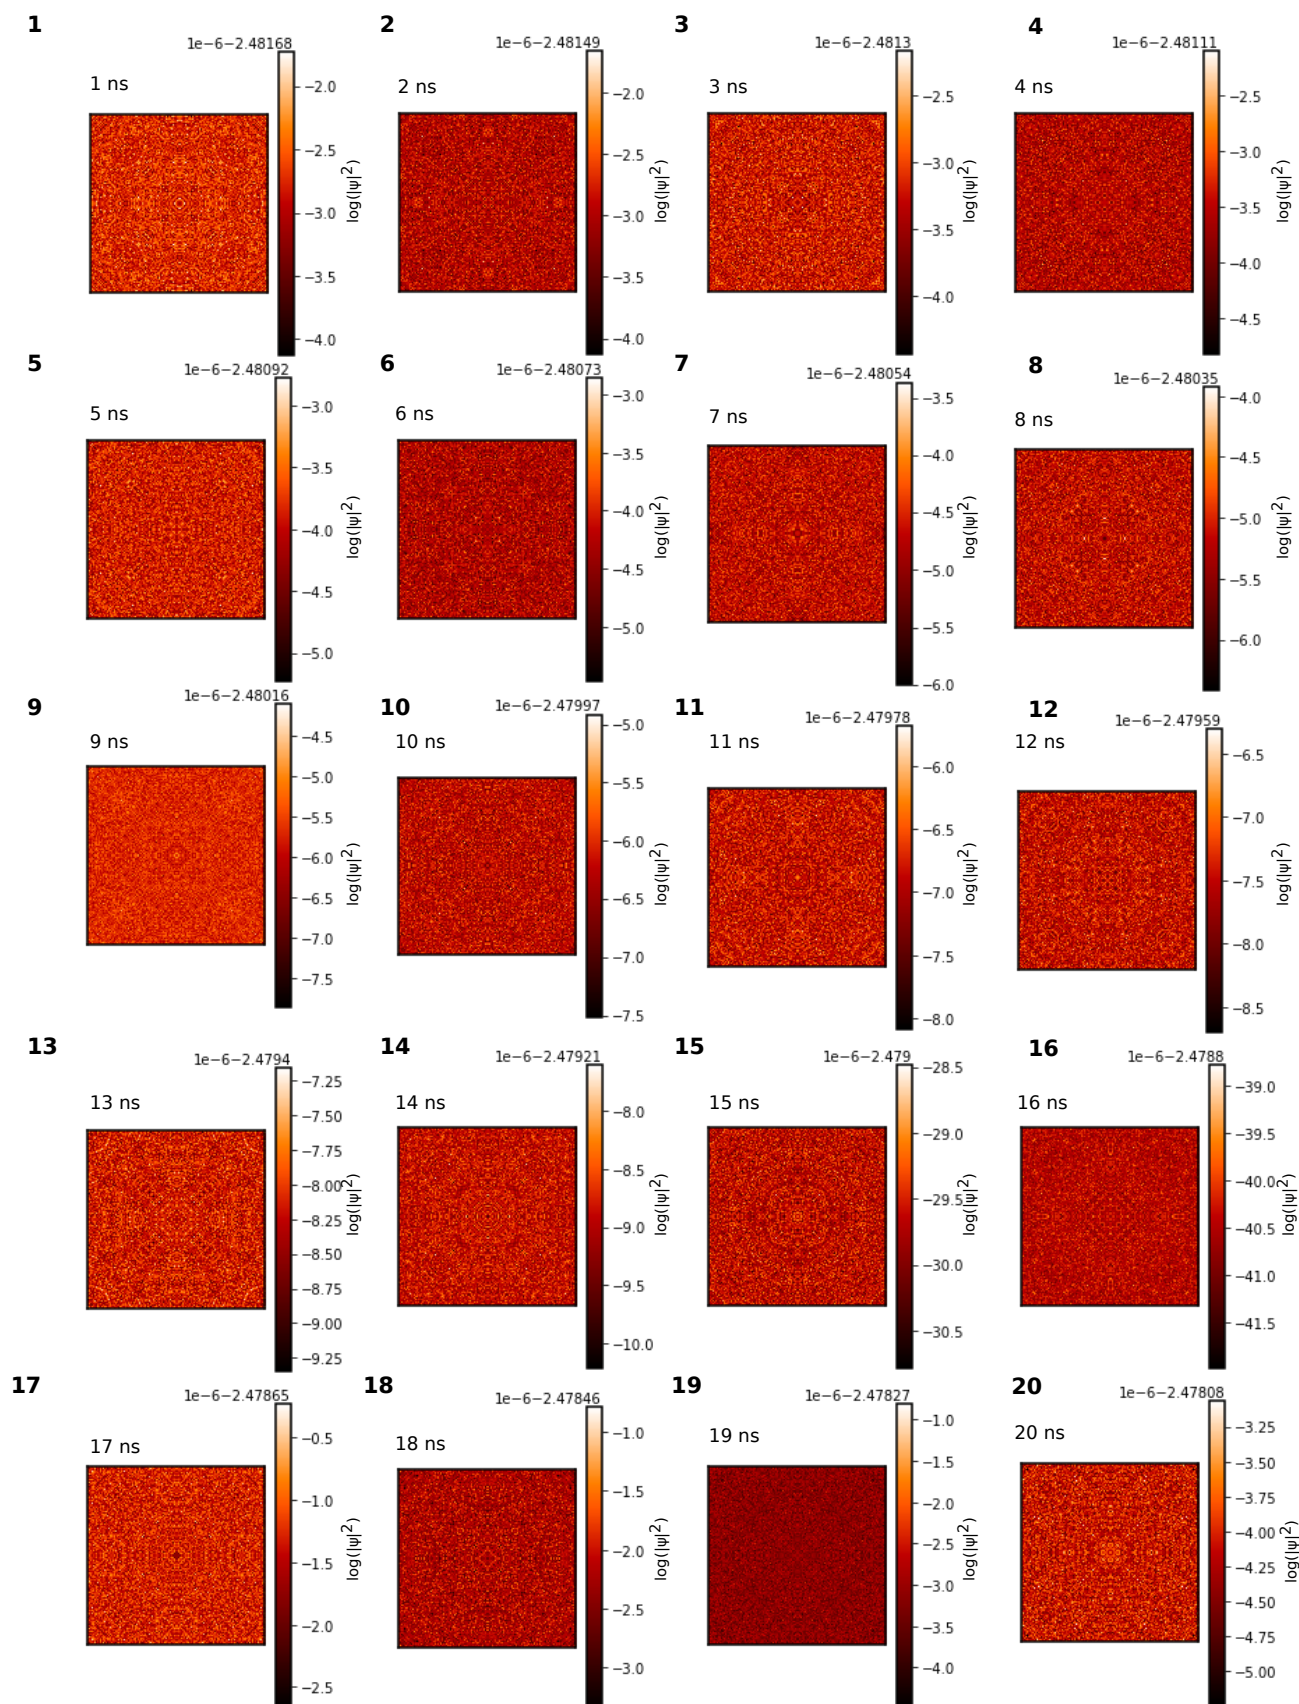 1
1e-6-2.48168
1 ns
−2.0
−2.5
−3.0
−3.5
−4.0
log(|ψ|^2)
2
1e-6-2.48149
2 ns
−2.0
−2.5
−3.0
−3.5
−4.0
log(|ψ|^2)
3
1e-6-2.4813
3 ns
−2.5
−3.0
−3.5
−4.0
log(|ψ|^2)
4
1e-6-2.48111
4 ns
−2.5
−3.0
−3.5
−4.0
−4.5
5
1e-6-2.48092
5 ns
−3.0
−3.5
−4.0
−4.5
−5.0
log(|ψ|^2)
6
1e-6-2.48073
6 ns
−3.0
−3.5
−4.0
−4.5
−5.0
log(|ψ|^2)
7
1e-6-2.48054
7 ns
−3.5
−4.0
−4.5
−5.0
−5.5
−6.0
log(|ψ|^2)
8
1e-6-2.48035
8 ns
−4.0
−4.5
−5.0
−5.5
−6.0
log(|ψ|^2)
9
1e-6-2.48016
9 ns
−4.5
−5.0
−5.5
−6.0
−6.5
−7.0
−7.5
log(|ψ|^2)
10
1e-6-2.47997
10 ns
−5.0
−5.5
−6.0
−6.5
−7.0
−7.5
log(|ψ|^2)
11
1e-6-2.47978
11 ns
−6.0
−6.5
−7.0
−7.5
−8.0
log(|ψ|^2)
12
1e-6-2.47959
12 ns
−6.5
−7.0
−7.5
−8.0
−8.5
log(|ψ|^2)
13
1e-6-2.4794
13 ns
−7.25
−7.50
−7.75
−8.00
−8.25
−8.50
−8.75
−9.00
−9.25
log(|ψ|^2)
14
1e-6-2.47921
14 ns
−8.0
−8.5
−9.0
−9.5
−10.0
log(|ψ|^2)
15
1e-6-2.479
15 ns
−28.5
−29.0
−29.5
−30.0
−30.5
log(|ψ|^2)
16
1e-6-2.4788
16 ns
−39.0
−39.5
−40.0
−40.5
−41.0
−41.5
log(|ψ|^2)
17
1e-6-2.47865
17 ns
−0.5
−1.0
−1.5
−2.0
−2.5
log(|ψ|^2)
18
1e-6-2.47846
18 ns
−1.0
−1.5
−2.0
−2.5
−3.0
log(|ψ|^2)
19
1e-6-2.47827
19 ns
−1.0
−1.5
−2.0
−2.5
−3.0
−3.5
−4.0
log(|ψ|^2)
20
1e-6-2.47808
20 ns
−3.25
−3.50
−3.75
−4.00
−4.25
−4.50
−4.75
−5.00
log(|ψ|^2)